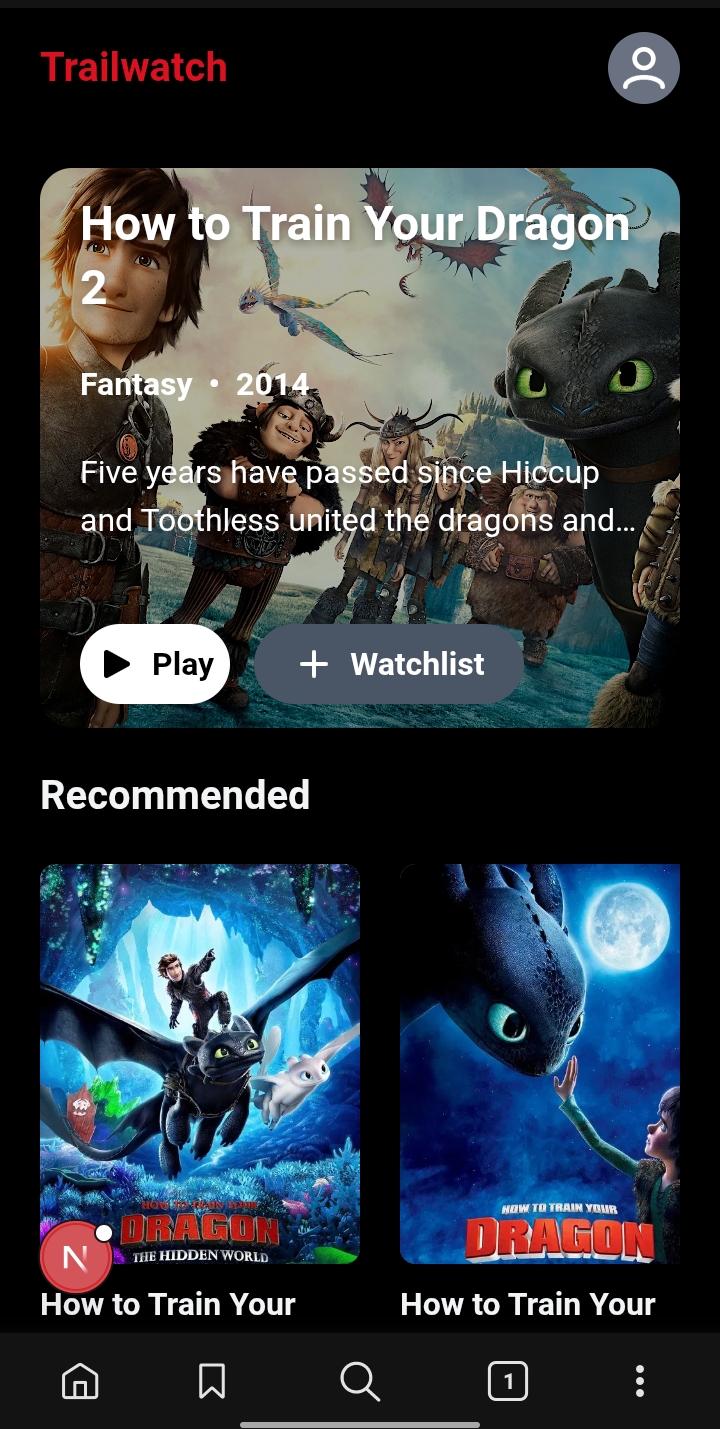 Trailwatch
How to Train Your Dragon
2
Fantasy • 2014
Five years have passed since Hiccup
and Toothless united the dragons and…
Play
Watchlist
Recommended
HOW TO TRAIN YOUR
DRAGON
THE HIDDEN WORLD
HOW TO TRAIN YOUR
DRAGON
N
How to Train Your
How to Train Your
1